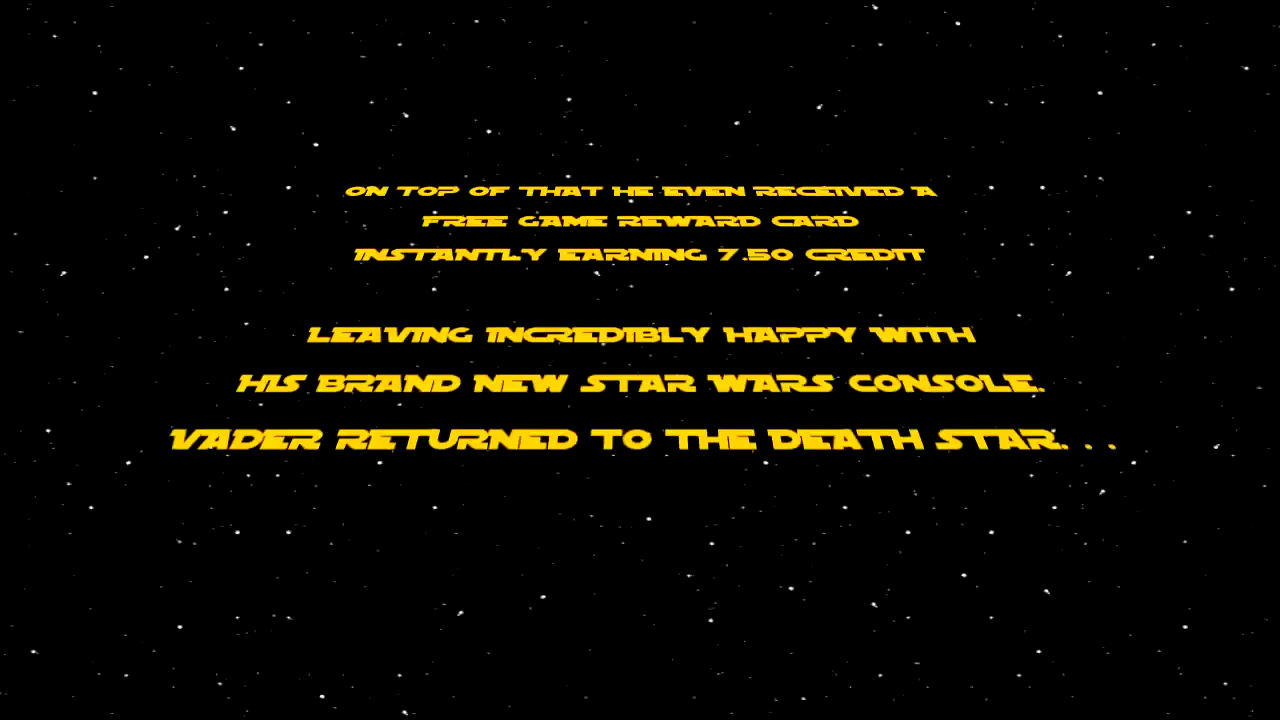 ON TOP OF THAT HE EVEN RECEIVED A
FREE GAME REWARD CARD
INSTANTLY EARNING 7.50 CREDIT
LEAVING INCREDIBLY HAPPY WITH
HIS BRAND NEW STAR WARS CONSOLE.
VADER RETURNED TO THE DEATH STAR. . .